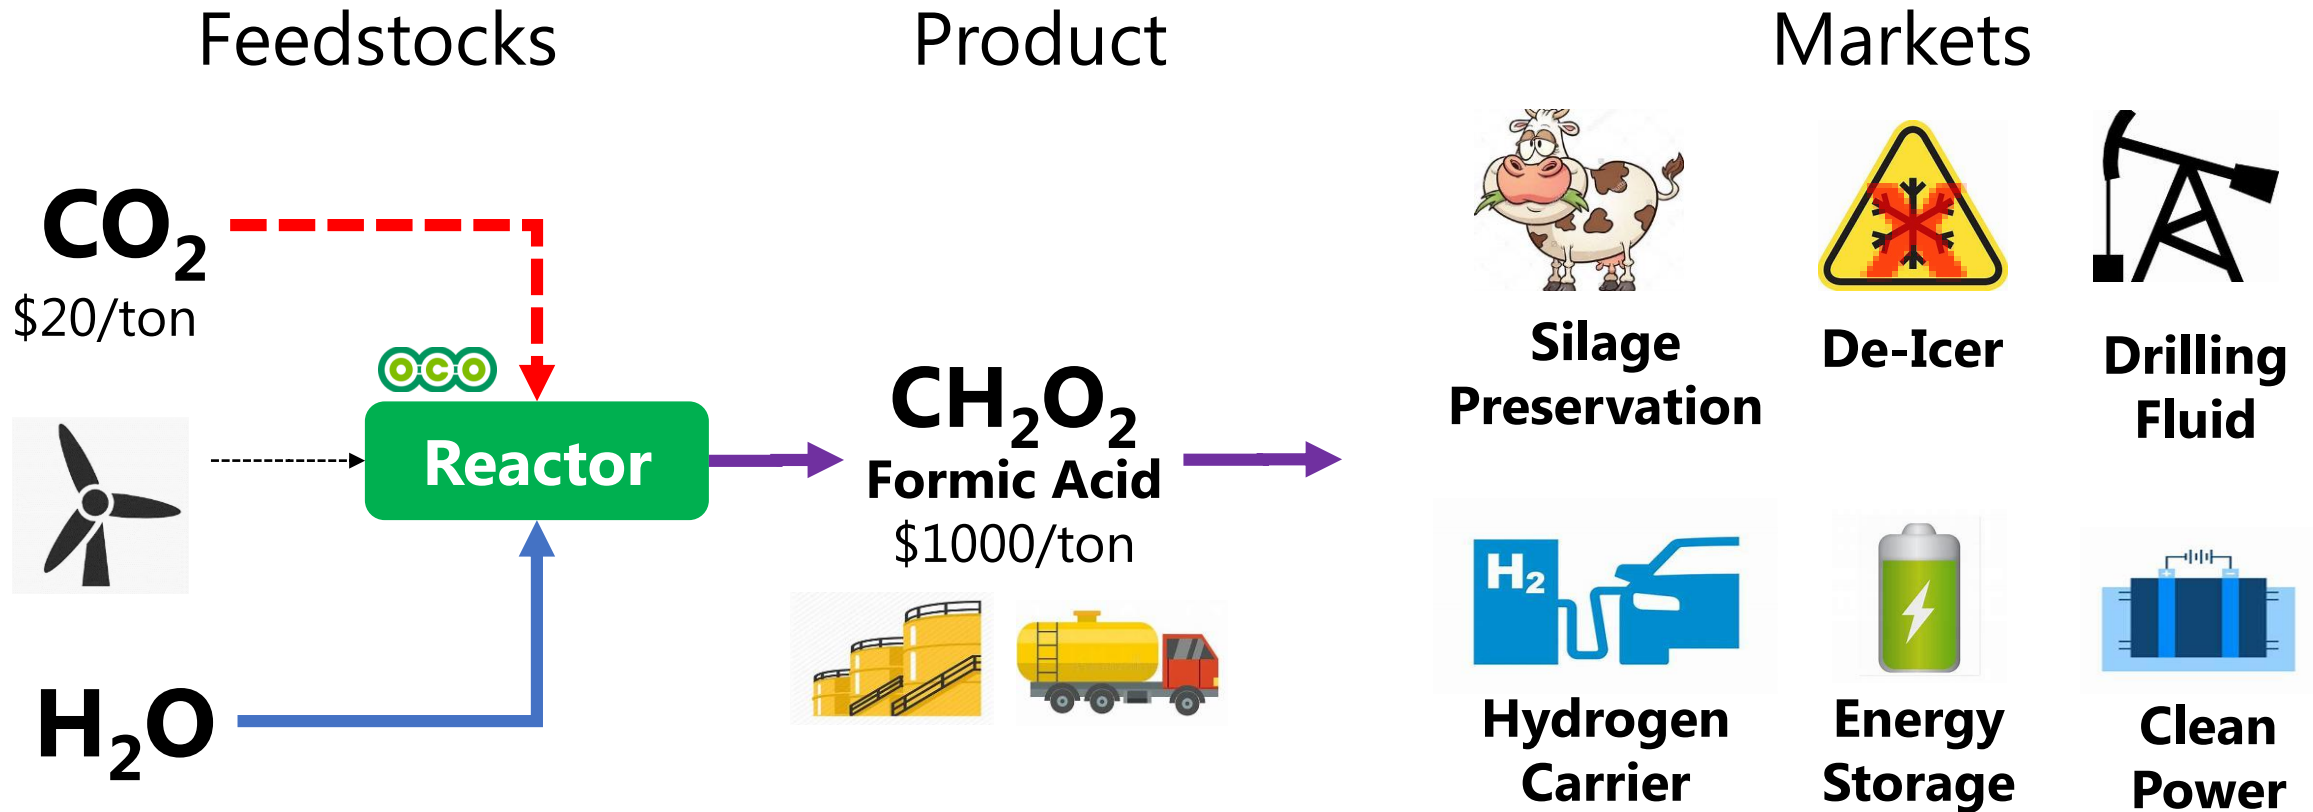 Feedstocks
Product
Markets
CO₂
$20/ton
oco
Reactor
H₂O
CH₂O₂
Formic Acid
$1000/ton
Silage
Preservation
De-Icer
Drilling
Fluid
H₂
Hydrogen
Carrier
Energy
Storage
Clean
Power